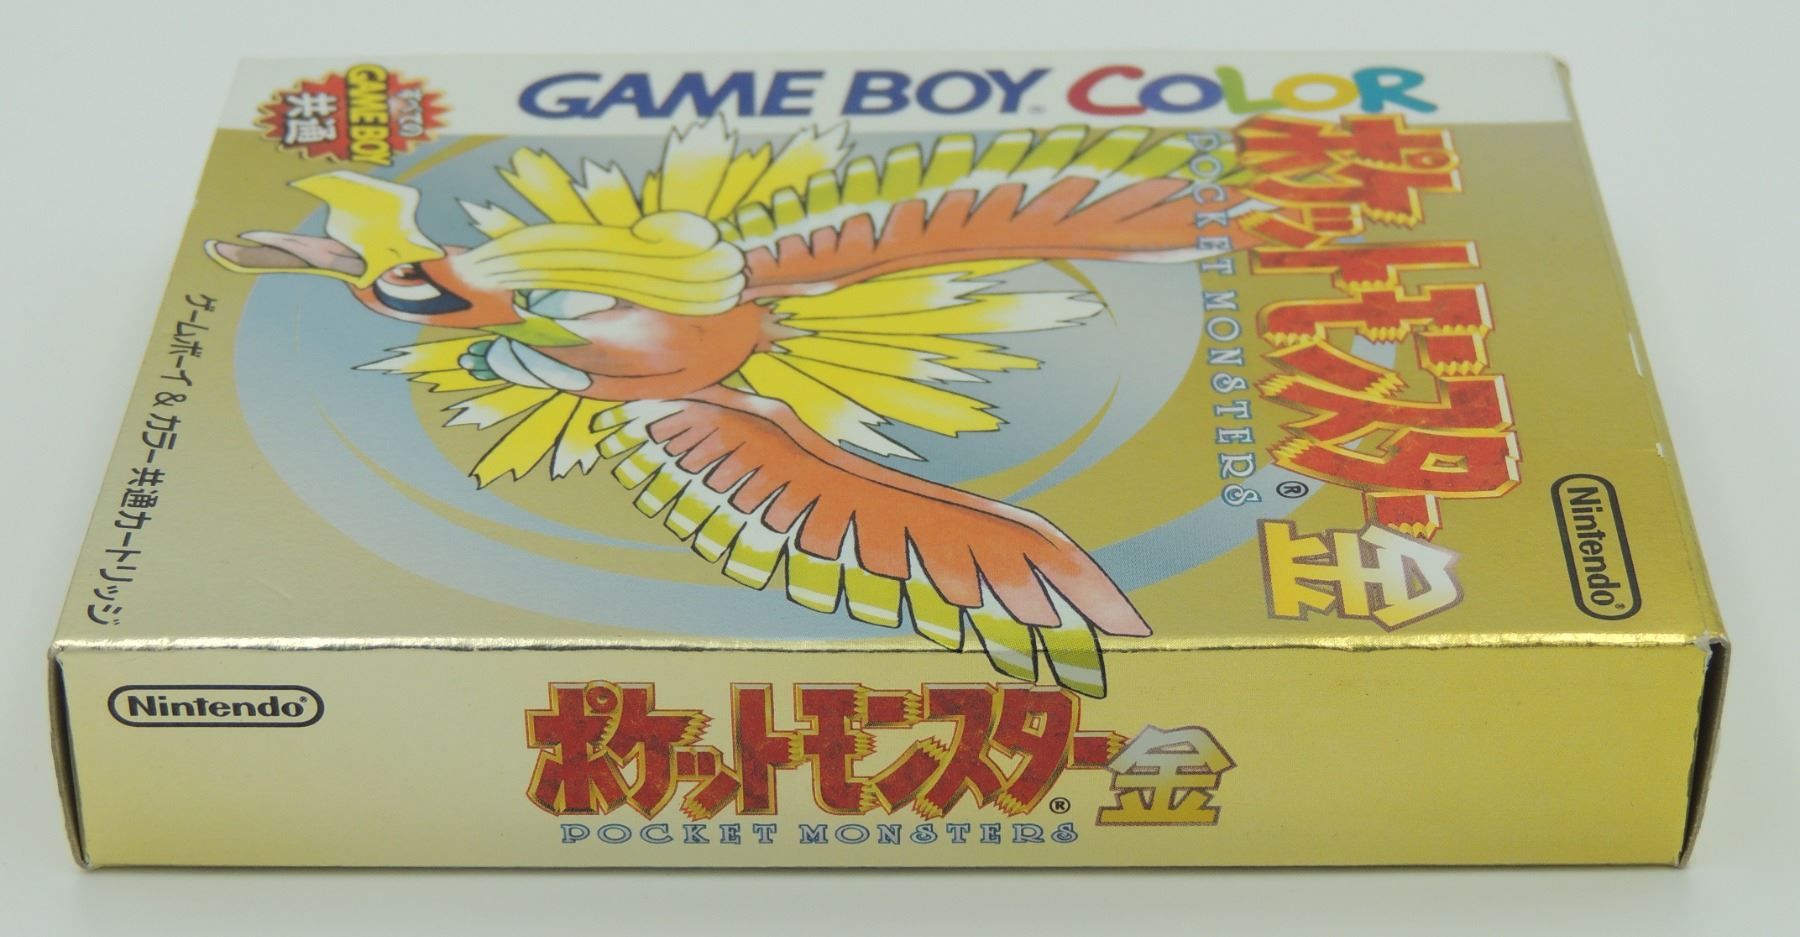 GAME BOY COLOR
すべての
GAME BOY
共通
ポケットモンスター
POCKET MONSTERS®
金
Nintendo®
ゲームボーイ&カラー共通カートリッジ
Nintendo®
ポケットモンスター®金
POCKET MONSTERS